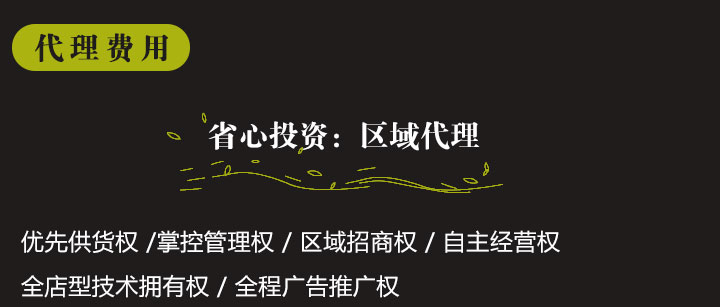 代理费用
省心投资：区域代理
优先供货权 /掌控管理权 / 区域招商权 / 自主经营权
全店型技术拥有权 / 全程广告推广权